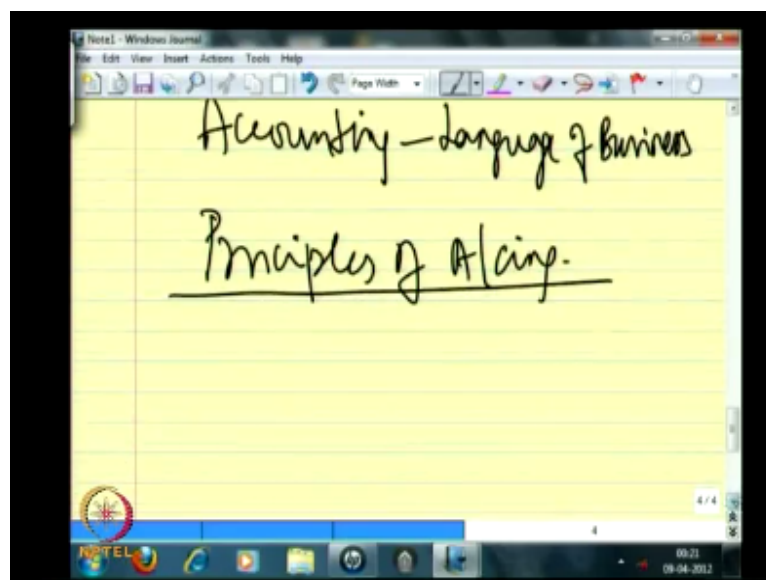 Note1 - Windows Journal
File Edit View Insert Actions Tools Help
Page Width
Accounting - Language of Business
Principles of A/cing.
4/4
4
NPTEL
00:21
09-04-2012